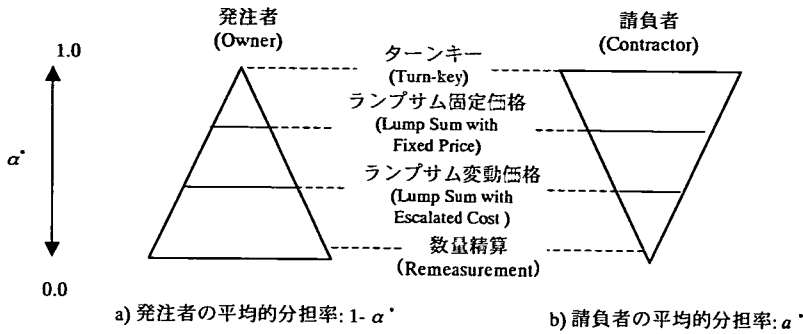 発注者
(Owner)
請負者
(Contractor)
1.0
ターンキー
(Turn-key)
ランプサム固定価格
(Lump Sum with
Fixed Price)
α*
ランプサム変動価格
(Lump Sum with
Escalated Cost )
数量精算
(Remeasurement)
0.0
a) 発注者の平均的分担率: 1- α*
b) 請負者の平均的分担率: α*